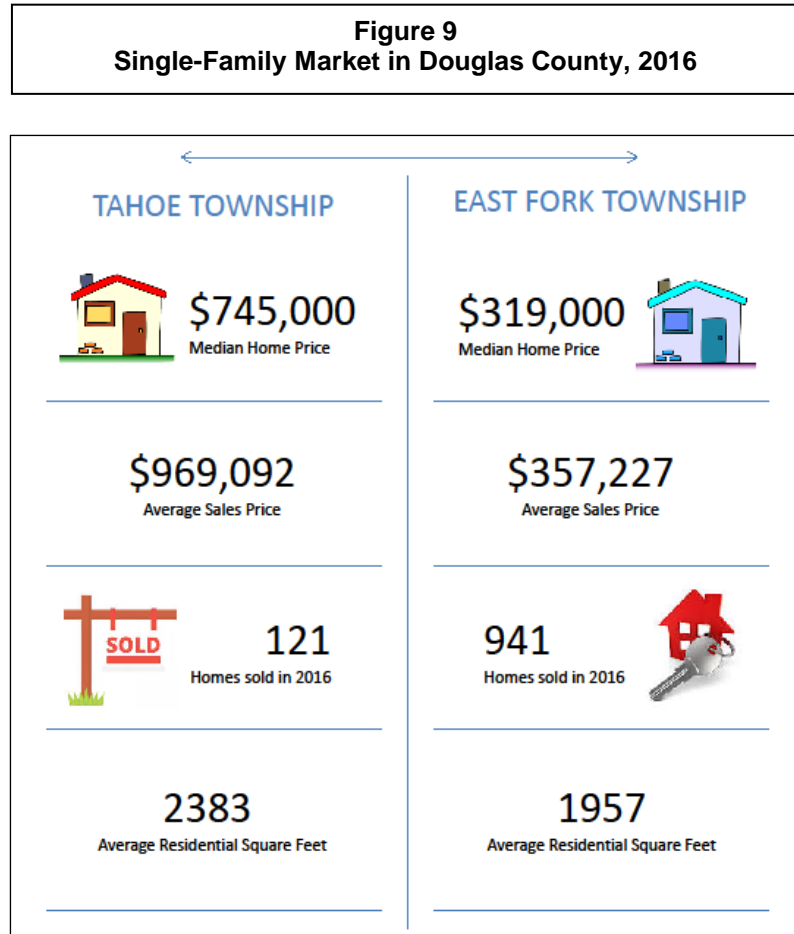 Figure 9
Single-Family Market in Douglas County, 2016
TAHOE TOWNSHIP
$745,000
Median Home Price
$969,092
Average Sales Price
SOLD
121
Homes sold in 2016
2383
Average Residential Square Feet
EAST FORK TOWNSHIP
$319,000
Median Home Price
$357,227
Average Sales Price
941
Homes sold in 2016
1957
Average Residential Square Feet